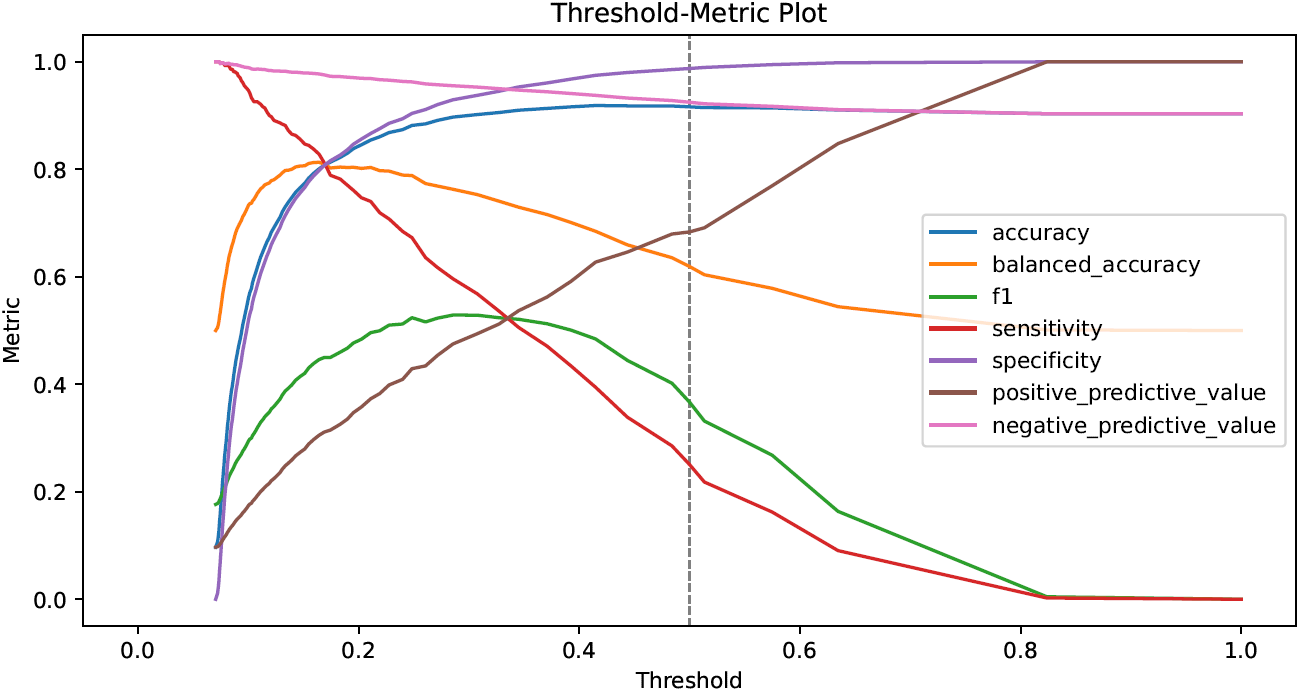 Threshold-Metric Plot
Metric
1.0
0.8
0.6
0.4
0.2
0.0
accuracy
balanced_accuracy
f1
sensitivity
specificity
positive_predictive_value
negative_predictive_value
0.0 0.2 0.4 0.6 0.8 1.0
Threshold